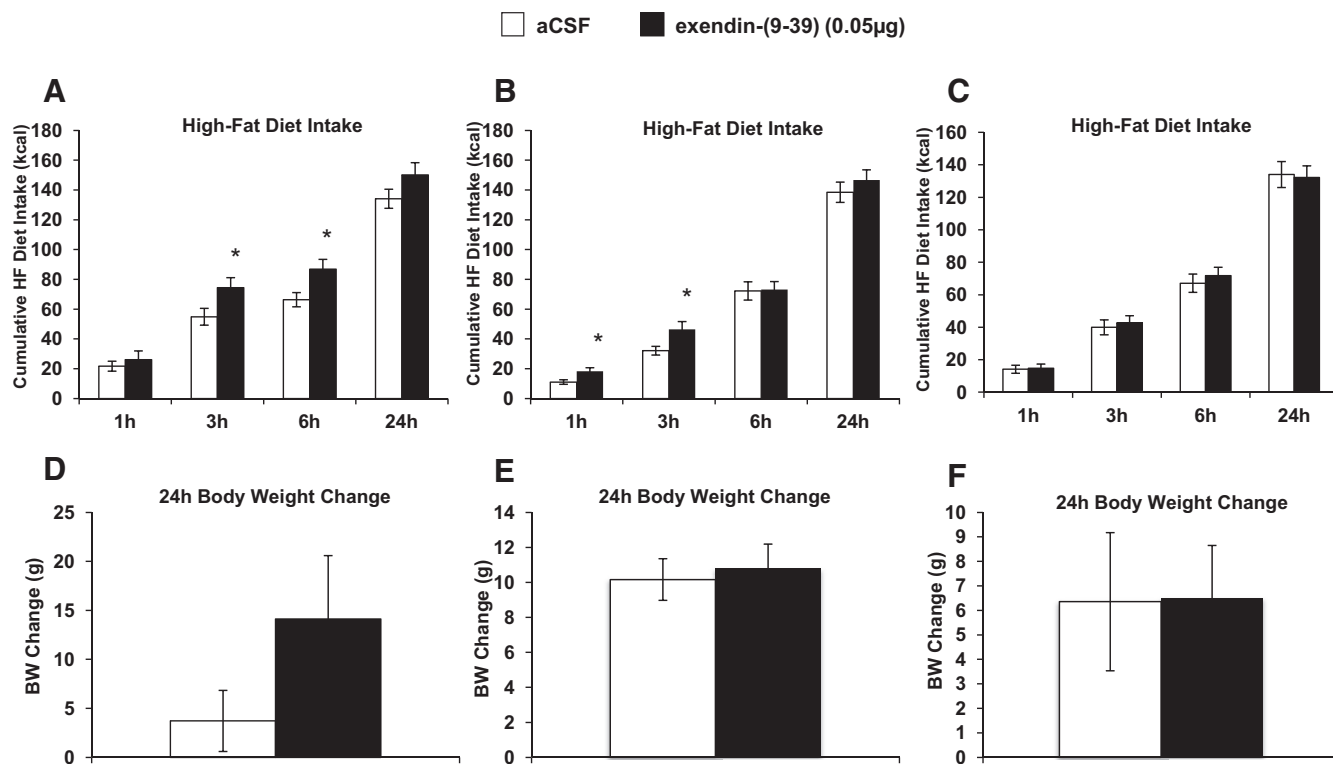 aCSF exendin-(9-39) (0.05µg)
A
High-Fat Diet Intake
Cumulative HF Diet Intake (kcal)
180
160
140
120
100
80
60
40
20
0
*
*
1h 3h 6h 24h
B
High-Fat Diet Intake
Cumulative HF Diet Intake (kcal)
180
160
140
120
100
80
60
40
20
0
*
*
1h 3h 6h 24h
C
High-Fat Diet Intake
Cumulative HF Diet Intake (kcal)
160
140
120
100
80
60
40
20
0
1h 3h 6h 24h
D
24h Body Weight Change
BW Change (g)
25
20
15
10
5
0
E
24h Body Weight Change
BW Change (g)
14
12
10
8
6
4
2
0
F
24h Body Weight Change
BW Change (g)
10
9
8
7
6
5
4
3
2
1
0